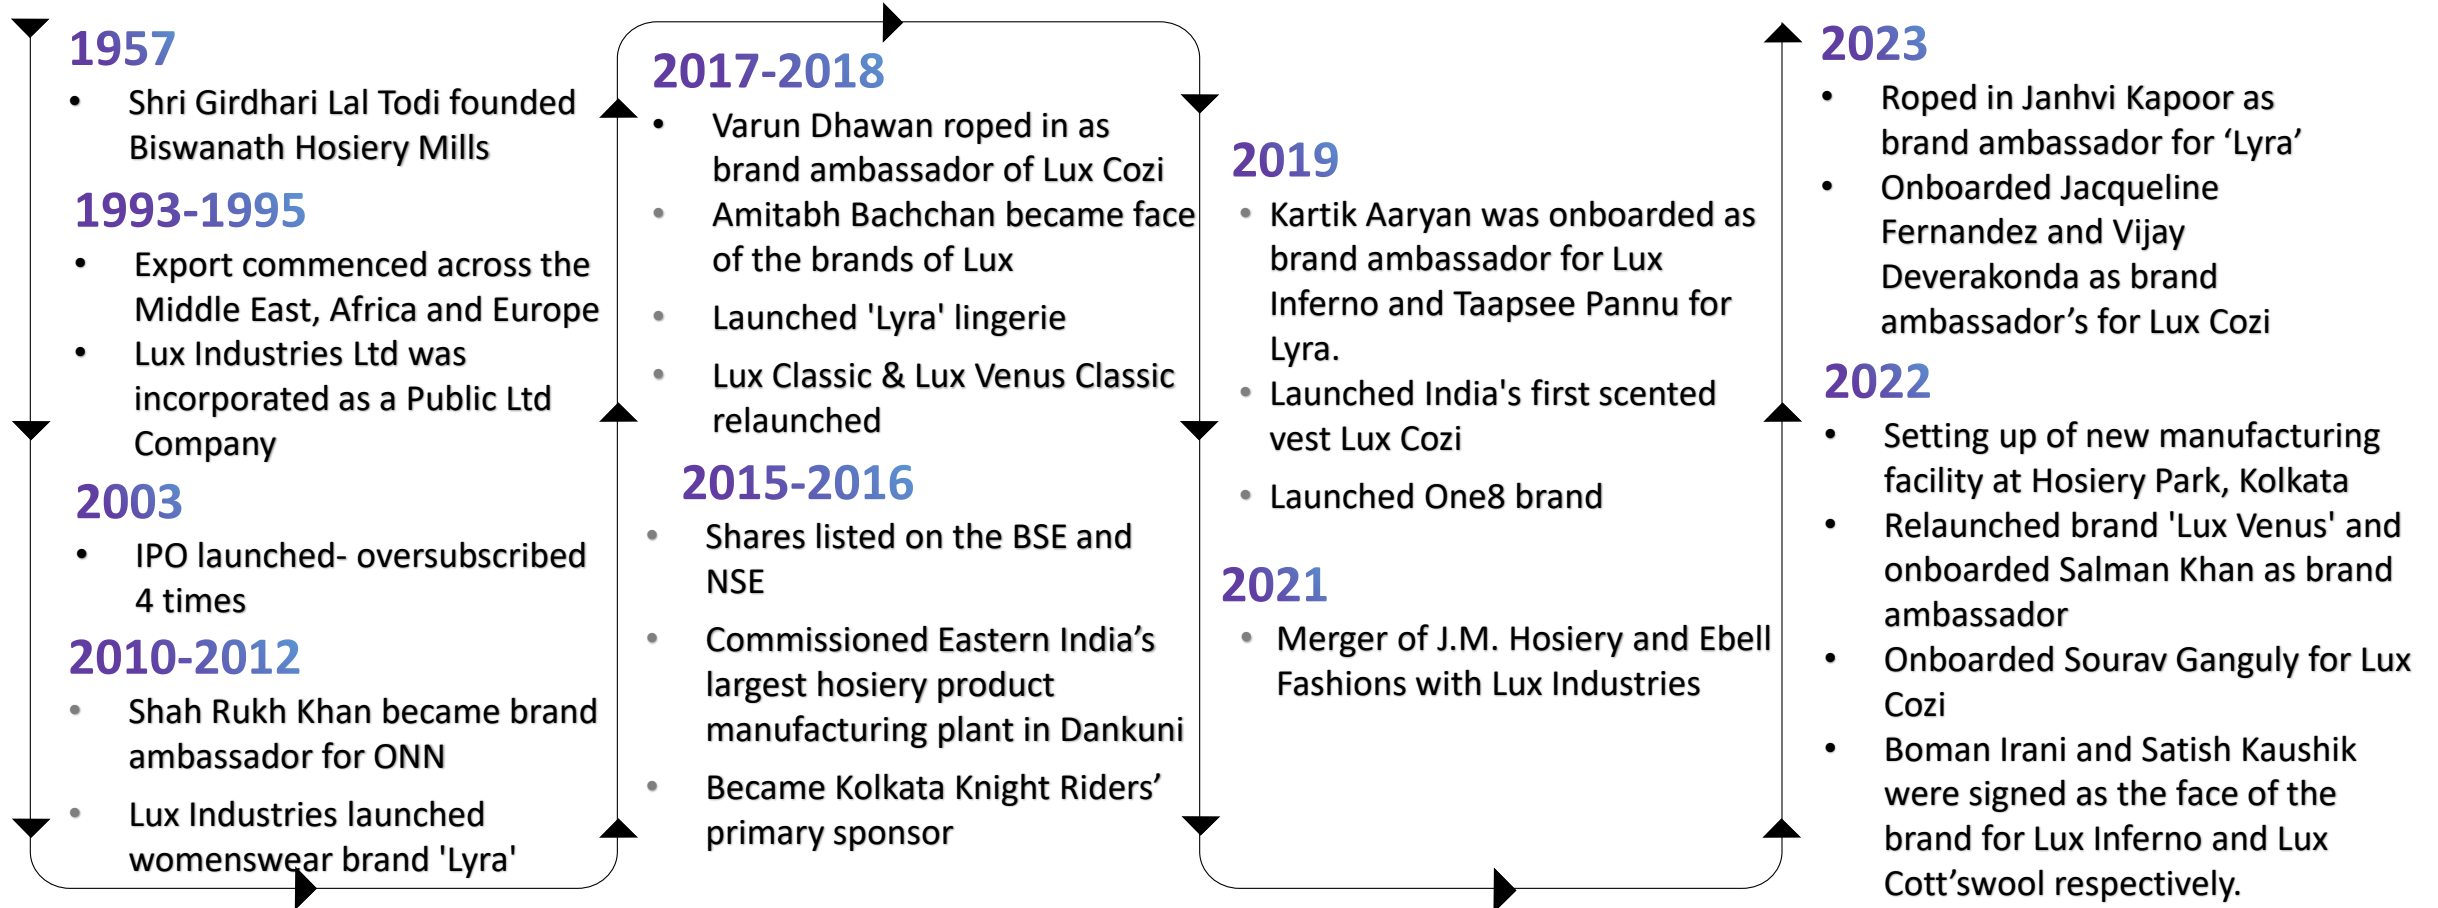 1957
• Shri Girdhari Lal Todi founded
Biswanath Hosiery Mills
1993-1995
• Export commenced across the
Middle East, Africa and Europe
• Lux Industries Ltd was
incorporated as a Public Ltd
Company
2003
• IPO launched- oversubscribed
4 times
2010-2012
• Shah Rukh Khan became brand
ambassador for ONN
• Lux Industries launched
womenswear brand 'Lyra'
2017-2018
• Varun Dhawan roped in as
brand ambassador of Lux Cozi
• Amitabh Bachchan became face
of the brands of Lux
• Launched 'Lyra' lingerie
• Lux Classic & Lux Venus Classic
relaunched
2015-2016
• Shares listed on the BSE and
NSE
• Commissioned Eastern India’s
largest hosiery product
manufacturing plant in Dankuni
• Became Kolkata Knight Riders’
primary sponsor
2019
• Kartik Aaryan was onboarded as
brand ambassador for Lux
Inferno and Taapsee Pannu for
Lyra.
• Launched India's first scented
vest Lux Cozi
• Launched One8 brand
2021
• Merger of J.M. Hosiery and Ebell
Fashions with Lux Industries
2023
• Roped in Janhvi Kapoor as
brand ambassador for ‘Lyra’
• Onboarded Jacqueline
Fernandez and Vijay
Deverakonda as brand
ambassador’s for Lux Cozi
2022
• Setting up of new manufacturing
facility at Hosiery Park, Kolkata
• Relaunched brand 'Lux Venus' and
onboarded Salman Khan as brand
ambassador
• Onboarded Sourav Ganguly for Lux
Cozi
• Boman Irani and Satish Kaushik
were signed as the face of the
brand for Lux Inferno and Lux
Cott’swool respectively.